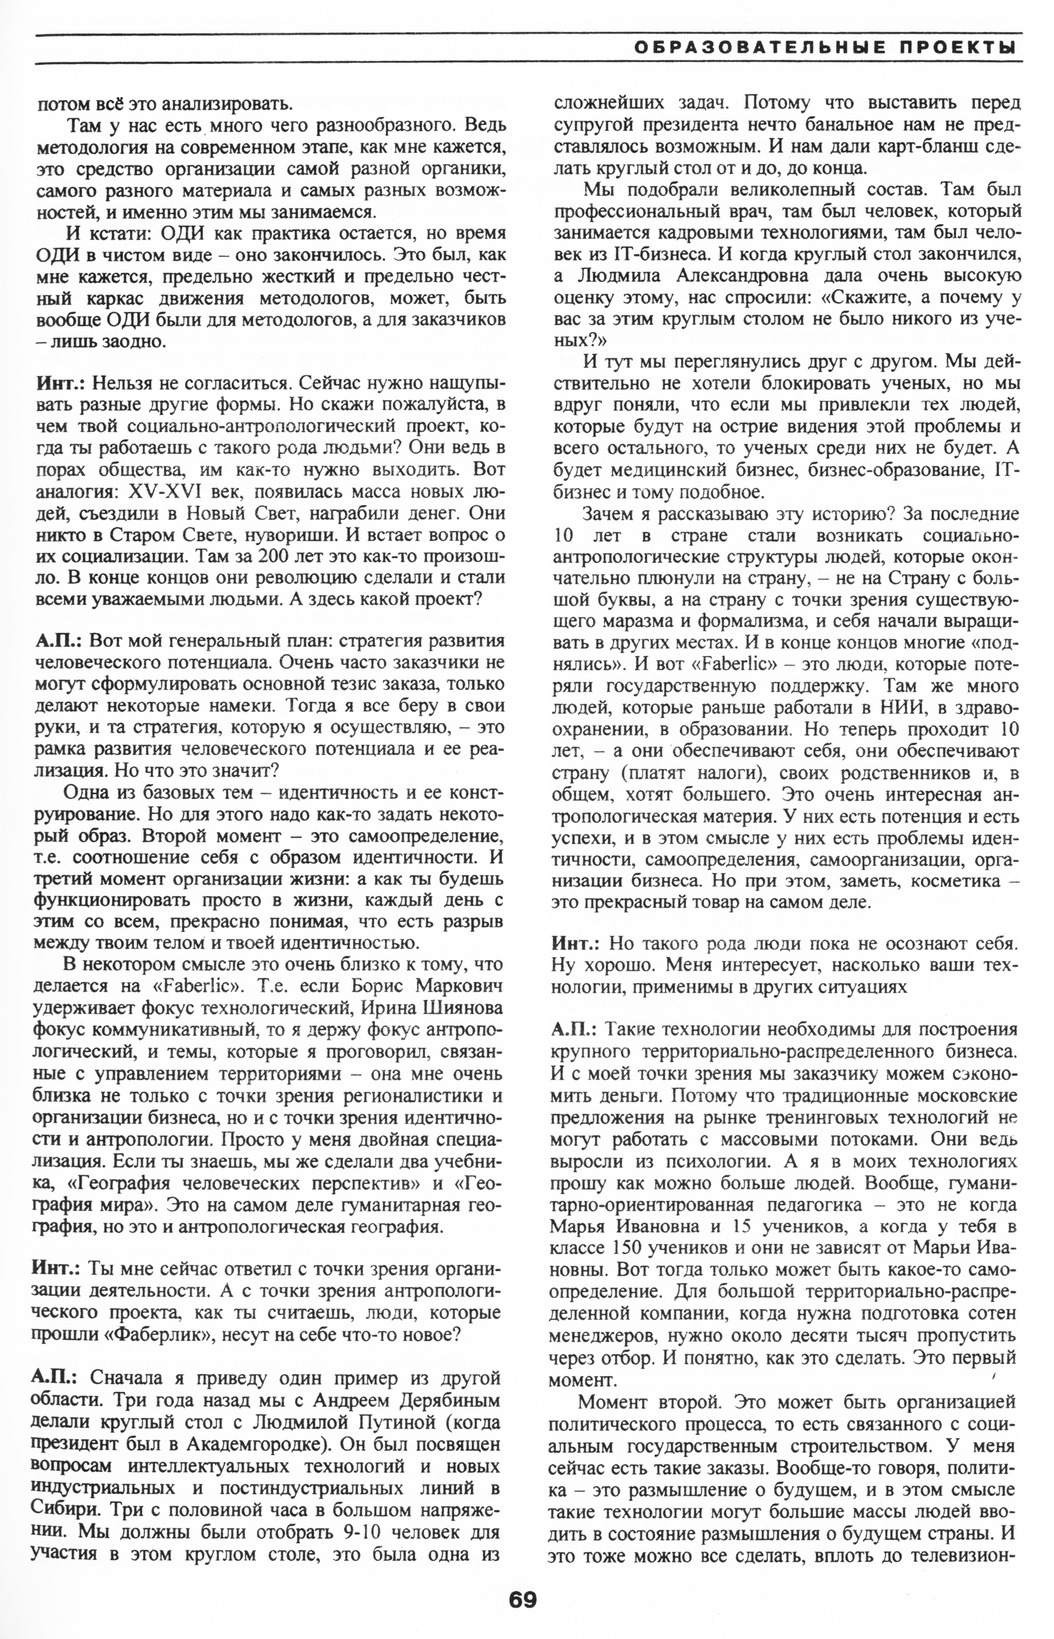 ОБРАЗОВАТЕЛЬНЫЕ ПРОЕКТЫ
потом всё это анализировать.
Там у нас есть много чего разнообразного. Ведь
методология на современном этапе, как мне кажется,
это средство организации самой разной органики,
самого разного материала и самых разных возмож-
ностей, и именно этим мы занимаемся.
И кстати: ОДИ как практика остается, но время
ОДИ в чистом виде – оно закончилось. Это был, как
мне кажется, предельно жесткий и предельно чест-
ный каркас движения методологов, может, быть
вообще ОДИ были для методологов, а для заказчиков
– лишь заодно.
Инт.: Нельзя не согласиться. Сейчас нужно нащупы-
вать разные другие формы. Но скажи пожалуйста, в
чем твой социально-антропологический проект, ко-
гда ты работаешь с такого рода людьми? Они ведь в
порах общества, им как-то нужно выходить. Вот
аналогия: XV-XVI век, появилась масса новых лю-
дей, съездили в Новый Свет, награбили денег. Они
никто в Старом Свете, нувориши. И встает вопрос о
их социализации. Там за 200 лет это как-то произош-
ло. В конце концов они революцию сделали и стали
всеми уважаемыми людьми. А здесь какой проект?
А.П.: Вот мой генеральный план: стратегия развития
человеческого потенциала. Очень часто заказчики не
могут сформулировать основной тезис заказа, только
делают некоторые намеки. Тогда я все беру в свои
руки, и та стратегия, которую я осуществляю, – это
рамка развития человеческого потенциала и ее реа-
лизация. Но что это значит?
Одна из базовых тем – идентичность и ее конст-
руирование. Но для этого надо как-то задать некото-
рый образ. Второй момент – это самоопределение,
т.е. соотношение себя с образом идентичности. И
третий момент организации жизни: а как ты будешь
функционировать просто в жизни, каждый день с
этим со всем, прекрасно понимая, что есть разрыв
между твоим телом и твоей идентичностью.
В некотором смысле это очень близко к тому, что
делается на «Faberlic». Т.е. если Борис Маркович
удерживает фокус технологический, Ирина Шиянова
фокус коммуникативный, то я держу фокус антропо-
логический, и темы, которые я проговорил, связан-
ные с управлением территориями – она мне очень
близка не только с точки зрения регионалистики и
организации бизнеса, но и с точки зрения идентично-
сти и антропологии. Просто у меня двойная специа-
лизация. Если ты знаешь, мы же сделали два учебни-
ка, «География человеческих перспектив» и «Гео-
графия мира». Это на самом деле гуманитарная гео-
графия, но это и антропологическая география.
Инт.: Ты мне сейчас ответил с точки зрения органи-
зации деятельности. А с точки зрения антропологи-
ческого проекта, как ты считаешь, люди, которые
прошли «Фаберлик», несут на себе что-то новое?
А.П.: Сначала я приведу один пример из другой
области. Три года назад мы с Андреем Дерябиным
делали круглый стол с Людмилой Путиной (когда
президент был в Академгородке). Он был посвящен
вопросам интеллектуальных технологий и новых
индустриальных и постиндустриальных линий в
Сибири. Три с половиной часа в большом напряже-
нии. Мы должны были отобрать 9-10 человек для
участия в этом круглом столе, это была одна из
сложнейших задач. Потому что выставить перед
супругой президента нечто банальное нам не пред-
ставлялось возможным. И нам дали карт-бланш сде-
лать круглый стол от и до, до конца.
Мы подобрали великолепный состав. Там был
профессиональный врач, там был человек, который
занимается кадровыми технологиями, там был чело-
век из IT-бизнеса. И когда круглый стол закончился,
а Людмила Александровна дала очень высокую
оценку этому, нас спросили: «Скажите, а почему у
вас за этим круглым столом не было никого из уче-
ных?»
И тут мы переглянулись друг с другом. Мы дей-
ствительно не хотели блокировать ученых, но мы
вдруг поняли, что если мы привлекли тех людей,
которые будут на острие видения этой проблемы и
всего остального, то ученых среди них не будет. А
будет медицинский бизнес, бизнес-образование, IT-
бизнес и тому подобное.
Зачем я рассказываю эту историю? За последние
10 лет в стране стали возникать социально-
антропологические структуры людей, которые окон-
чательно плюнули на страну, – не на Страну с боль-
шой буквы, а на страну с точки зрения существую-
щего маразма и формализма, и себя начали выращи-
вать в других местах. И в конце концов многие «под-
нялись». И вот «Faberlic» – это люди, которые поте-
ряли государственную поддержку. Там же много
людей, которые раньше работали в НИИ, в здраво-
охранении, в образовании. Но теперь проходит 10
лет, – а они обеспечивают себя, они обеспечивают
страну (платят налоги), своих родственников и, в
общем, хотят большего. Это очень интересная ан-
тропологическая материя. У них есть потенция и есть
успехи, и в этом смысле у них есть проблемы иден-
тичности, самоопределения, самоорганизации, орга-
низации бизнеса. Но при этом, заметь, косметика –
это прекрасный товар на самом деле.
Инт.: Но такого рода люди пока не осознают себя.
Ну хорошо. Меня интересует, насколько ваши тех-
нологии, применимы в других ситуациях
А.П.: Такие технологии необходимы для построения
крупного территориально-распределенного бизнеса.
И с моей точки зрения мы заказчику можем сэконо-
мить деньги. Потому что традиционные московские
предложения на рынке тренинговых технологий не
могут работать с массовыми потоками. Они ведь
выросли из психологии. А я в моих технологиях
прошу как можно больше людей. Вообще, гумани-
тарно-ориентированная педагогика – это не когда
Марья Ивановна и 15 учеников, а когда у тебя в
классе 150 учеников и они не зависят от Марьи Ива-
новны. Вот тогда только может быть какое-то само-
определение. Для большой территориально-распре-
деленной компании, когда нужна подготовка сотен
менеджеров, нужно около десяти тысяч пропустить
через отбор. И понятно, как это сделать. Это первый
момент.
Момент второй. Это может быть организацией
политического процесса, то есть связанного с соци-
альным государственным строительством. У меня
сейчас есть такие заказы. Вообще-то говоря, полити-
ка – это размышление о будущем, и в этом смысле
такие технологии могут большие массы людей вво-
дить в состояние размышления о будущем страны. И
это тоже можно все сделать, вплоть до телевизион-
69